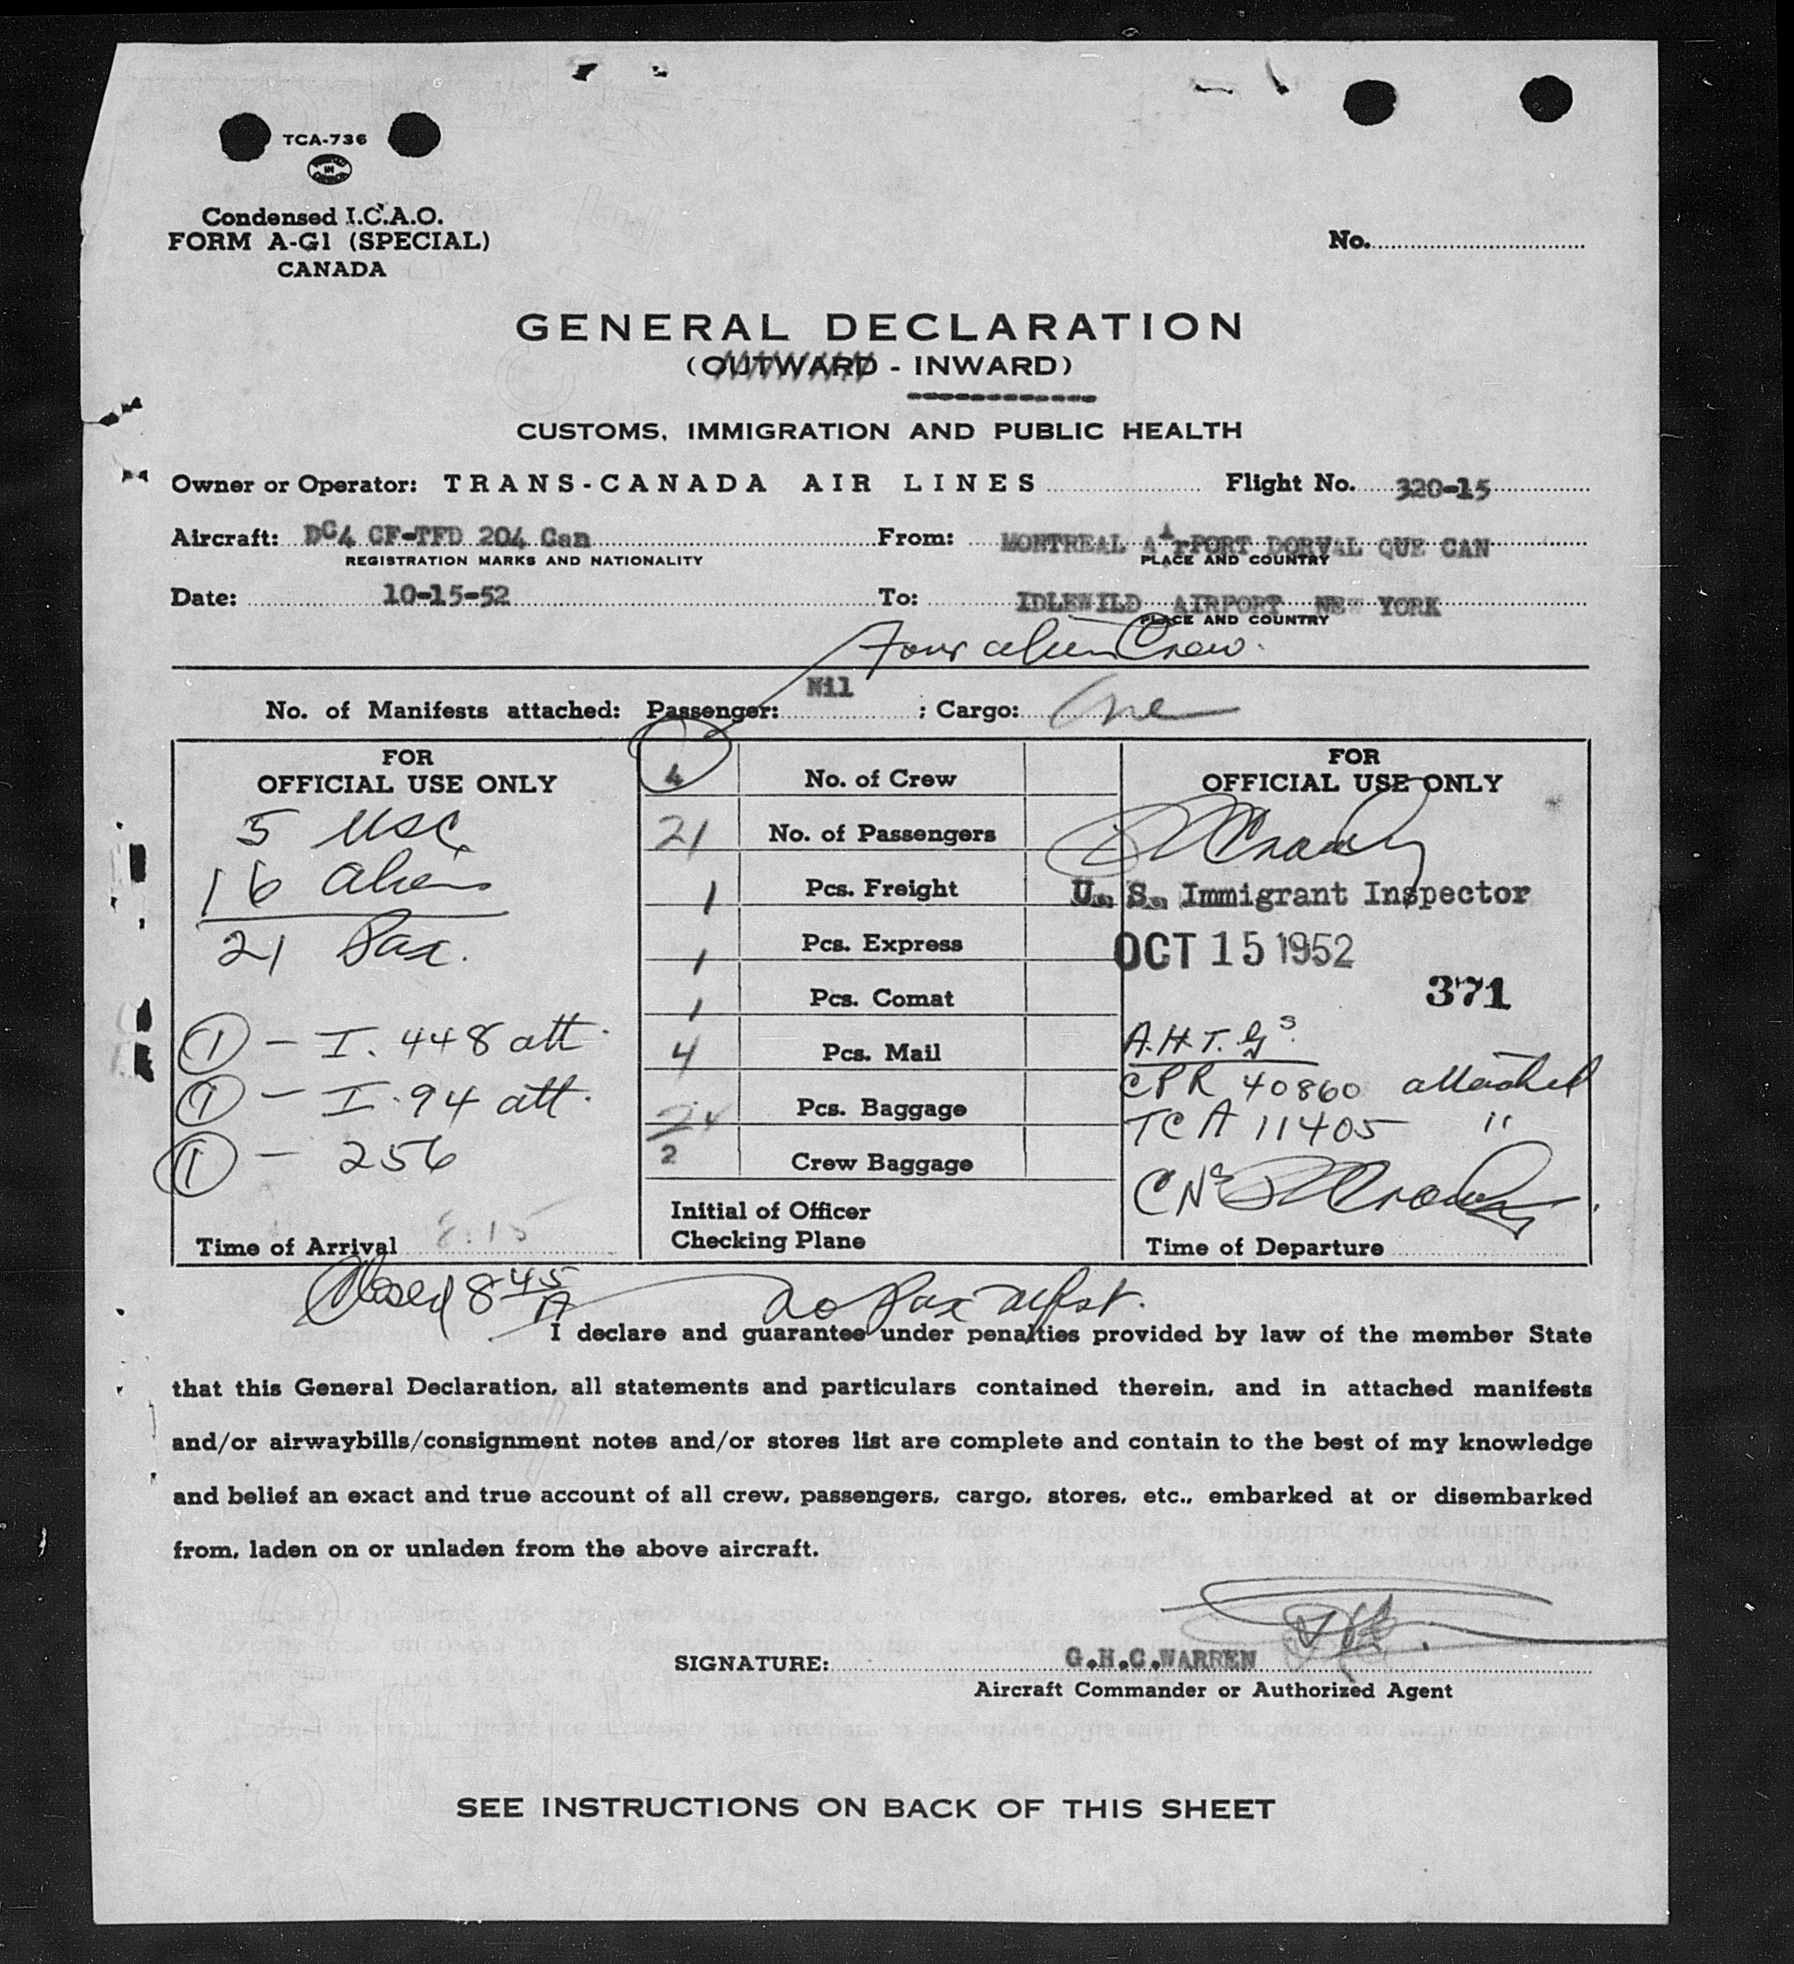 TCA-736
PRINTED IN CANADA
Condensed I.C.A.O.
FORM A-G1 (SPECIAL)
CANADA
No.
GENERAL DECLARATION
(OUTWARD - INWARD)
CUSTOMS, IMMIGRATION AND PUBLIC HEALTH
Owner or Operator: TRANS-CANADA AIR LINES Flight No. 320-15
Aircraft: DC4 CF-TFD 204 Can From: MONTREAL AirPORT DORVAL QUE CAN
REGISTRATION MARKS AND NATIONALITY PLACE AND COUNTRY
Date: 10-15-52 To: IDLEWILD AIRPORT NEW YORK
PLACE AND COUNTRY
Four alien Crew.
No. of Manifests attached: Passenger: Nil ; Cargo: One
FOR
OFFICIAL USE ONLY
5 USC
16 Aliens
21 Pax.
1 - I. 448 att.
1 - I. 94 att.
1 - 256
Time of Arrival 8:15
4 No. of Crew
21 No. of Passengers
1 Pcs. Freight
1 Pcs. Express
1 Pcs. Comat
4 Pcs. Mail
24 Pcs. Baggage
2 Crew Baggage
Initial of Officer
Checking Plane
FOR
OFFICIAL USE ONLY
U. S. Immigrant Inspector
OCT 15 1952
371
A.H.T.G's.
CPR 40860 attached
TCA 11405 "
Time of Departure
Closed 8 45 A no Pax
I declare and guarantee under penalties provided by law of the member State
that this General Declaration, all statements and particulars contained therein, and in attached manifests
and/or airwaybills/consignment notes and/or stores list are complete and contain to the best of my knowledge
and belief an exact and true account of all crew, passengers, cargo, stores, etc., embarked at or disembarked
from, laden on or unladen from the above aircraft.
SIGNATURE: G.H.C.WARREN
Aircraft Commander or Authorized Agent
SEE INSTRUCTIONS ON BACK OF THIS SHEET